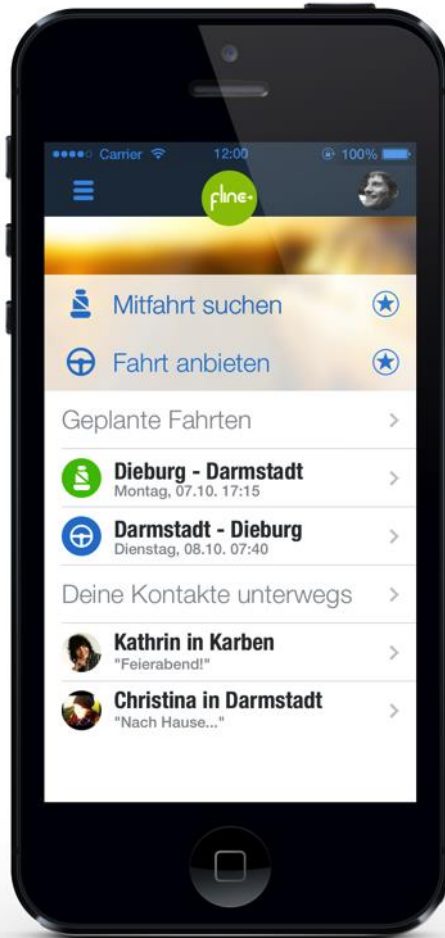 Carrier 12:00 100%
flinc
Mitfahrt suchen
Fahrt anbieten
Geplante Fahrten
Dieburg - Darmstadt
Montag, 07.10. 17:15
Darmstadt - Dieburg
Dienstag, 08.10. 07:40
Deine Kontakte unterwegs
Kathrin in Karben
"Feierabend!"
Christina in Darmstadt
"Nach Hause..."